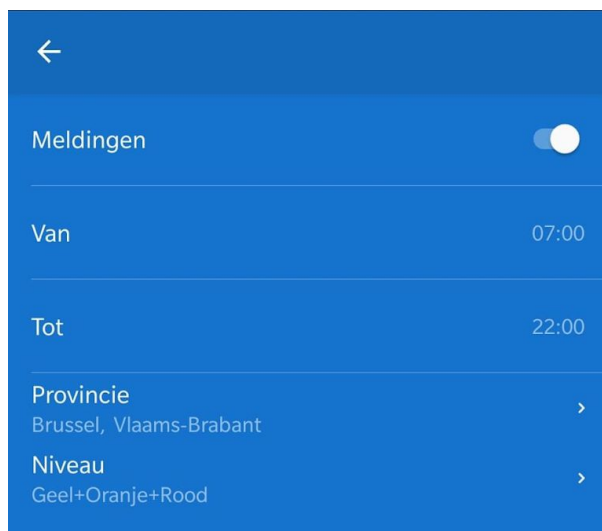 Meldingen
Van 07:00
Tot 22:00
Provincie
Brussel, Vlaams-Brabant
Niveau
Geel+Oranje+Rood